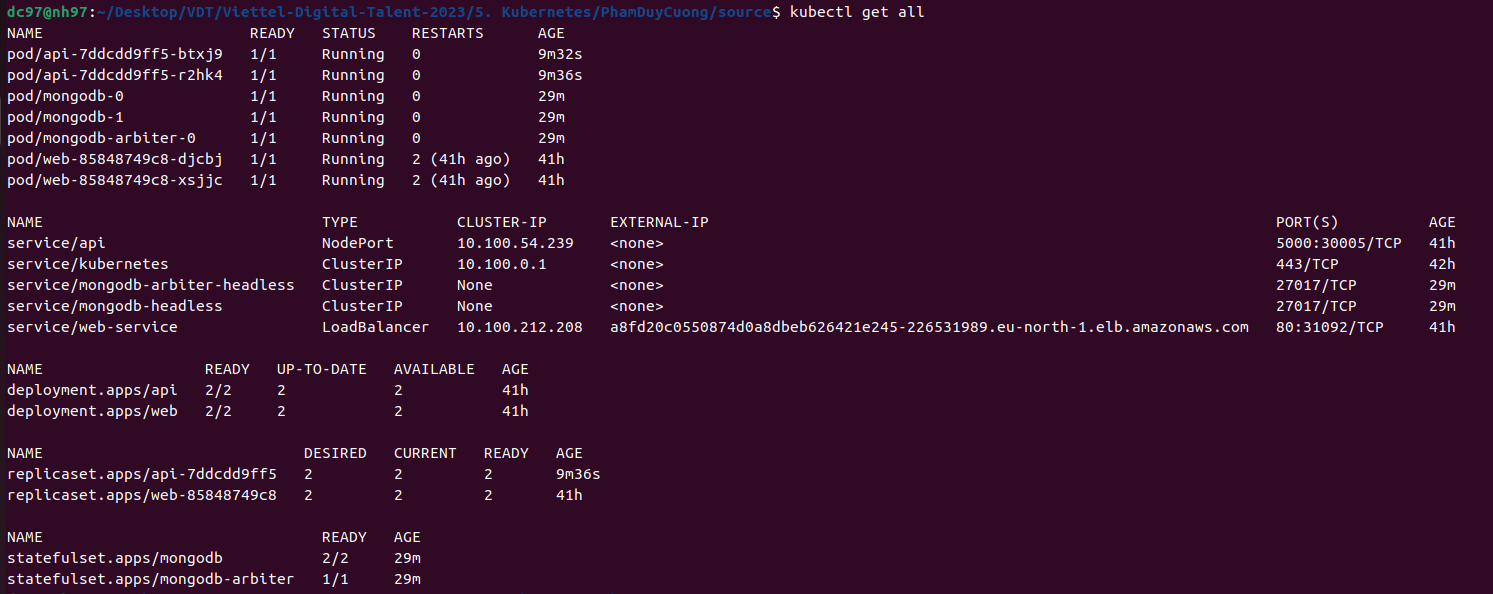 dc97@nh97:~/Desktop/VDT/Viettel-Digital-Talent-2023/5. Kubernetes/PhamDuyCuong/source$ kubectl get all
NAME READY STATUS RESTARTS AGE
pod/api-7ddcdd9ff5-btxj9 1/1 Running 0 9m32s
pod/api-7ddcdd9ff5-r2hk4 1/1 Running 0 9m36s
pod/mongodb-0 1/1 Running 0 29m
pod/mongodb-1 1/1 Running 0 29m
pod/mongodb-arbiter-0 1/1 Running 0 29m
pod/web-85848749c8-djcbj 1/1 Running 2 (41h ago) 41h
pod/web-85848749c8-xsjjc 1/1 Running 2 (41h ago) 41h
NAME TYPE CLUSTER-IP EXTERNAL-IP PORT(S) AGE
service/api NodePort 10.100.54.239 <none> 5000:30005/TCP 41h
service/kubernetes ClusterIP 10.100.0.1 <none> 443/TCP 42h
service/mongodb-arbiter-headless ClusterIP None <none> 27017/TCP 29m
service/mongodb-headless ClusterIP None <none> 27017/TCP 29m
service/web-service LoadBalancer 10.100.212.208 a8fd20c0550874d0a8dbeb626421e245-226531989.eu-north-1.elb.amazonaws.com 80:31092/TCP 41h
NAME READY UP-TO-DATE AVAILABLE AGE
deployment.apps/api 2/2 2 2 41h
deployment.apps/web 2/2 2 2 41h
NAME DESIRED CURRENT READY AGE
replicaset.apps/api-7ddcdd9ff5 2 2 2 9m36s
replicaset.apps/web-85848749c8 2 2 2 41h
NAME READY AGE
statefulset.apps/mongodb 2/2 29m
statefulset.apps/mongodb-arbiter 1/1 29m